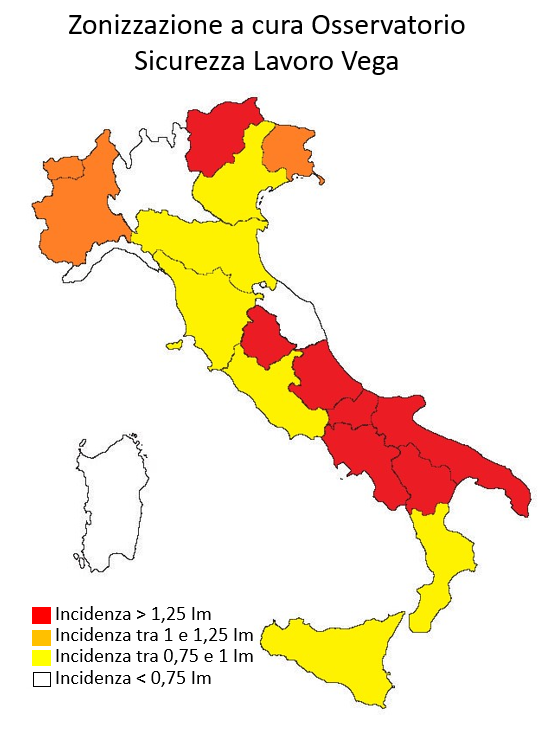 Zonizzazione a cura Osservatorio
Sicurezza Lavoro Vega
Incidenza > 1,25 Im
Incidenza tra 1 e 1,25 Im
Incidenza tra 0,75 e 1 Im
Incidenza < 0,75 Im